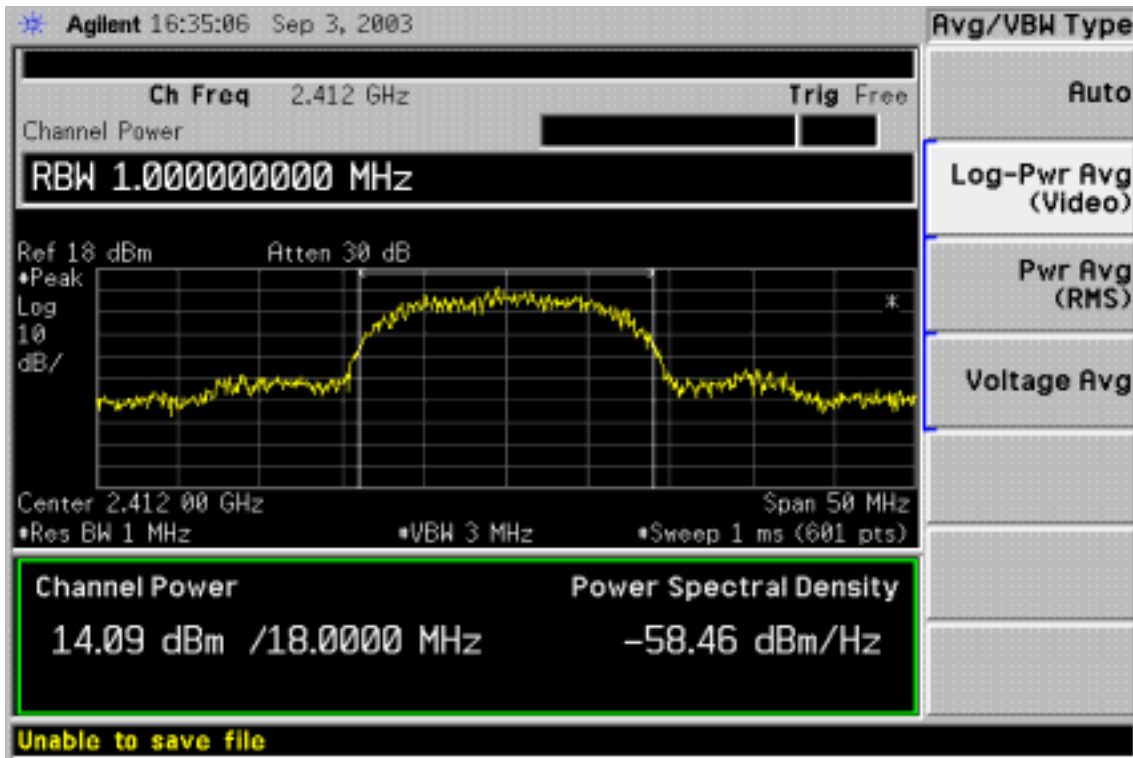 Agilent 16:35:06 Sep 3, 2003
Avg/VBW Type
Ch Freq 2.412 GHz
Trig Free
Channel Power
RBW 1.000000000 MHz
Ref 18 dBm
Atten 30 dB
•Peak
Log
10
dB/
*
Center 2.412 00 GHz
Span 50 MHz
•Res BW 1 MHz
•VBW 3 MHz
•Sweep 1 ms (601 pts)
Channel Power
Power Spectral Density
14.09 dBm /18.0000 MHz
-58.46 dBm/Hz
Unable to save file
Auto
Log-Pwr Avg
(Video)
Pwr Avg
(RMS)
Voltage Avg